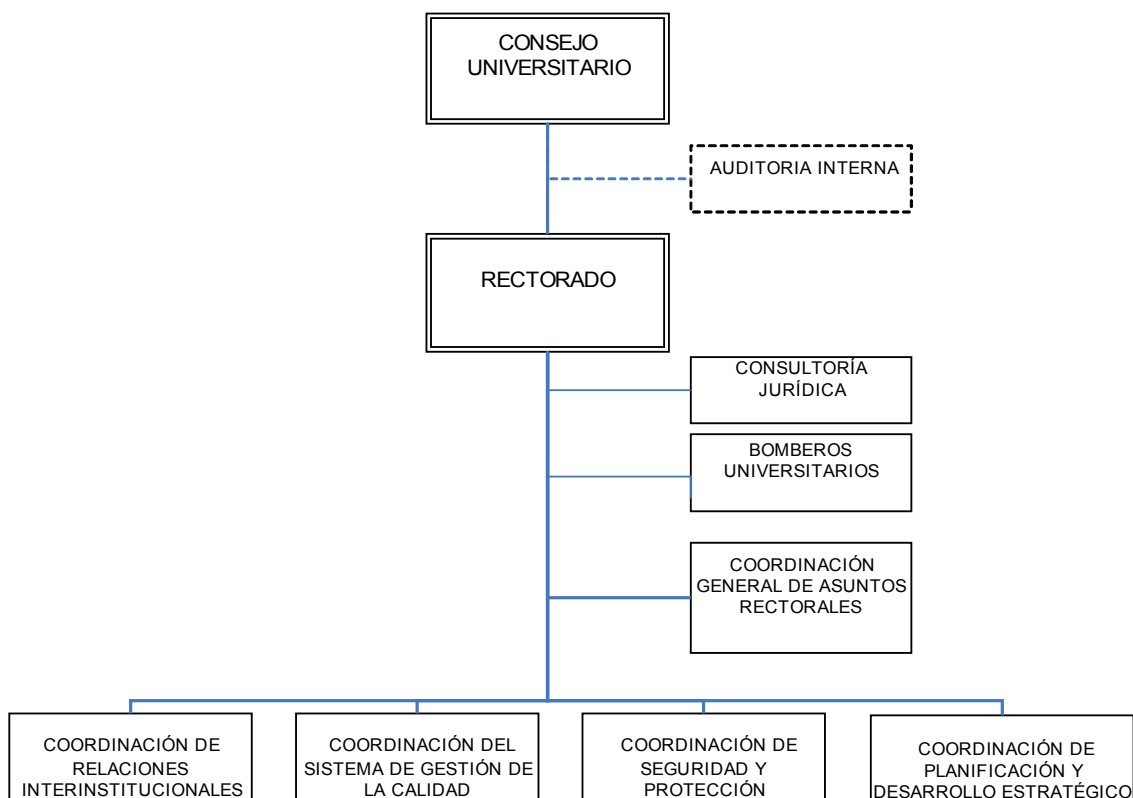 CONSEJO
UNIVERSITARIO
AUDITORIA INTERNA
RECTORADO
CONSULTORÍA
JURÍDICA
BOMBEROS
UNIVERSITARIOS
COORDINACIÓN
GENERAL DE ASUNTOS
RECTORALES
COORDINACIÓN DE
RELACIONES
INTERINSTITUCIONALES
COORDINACIÓN DEL
SISTEMA DE GESTIÓN DE
LA CALIDAD
COORDINACIÓN DE
SEGURIDAD Y
PROTECCIÓN
COORDINACIÓN DE
PLANIFICACIÓN Y
DESARROLLO ESTRATÉGICO